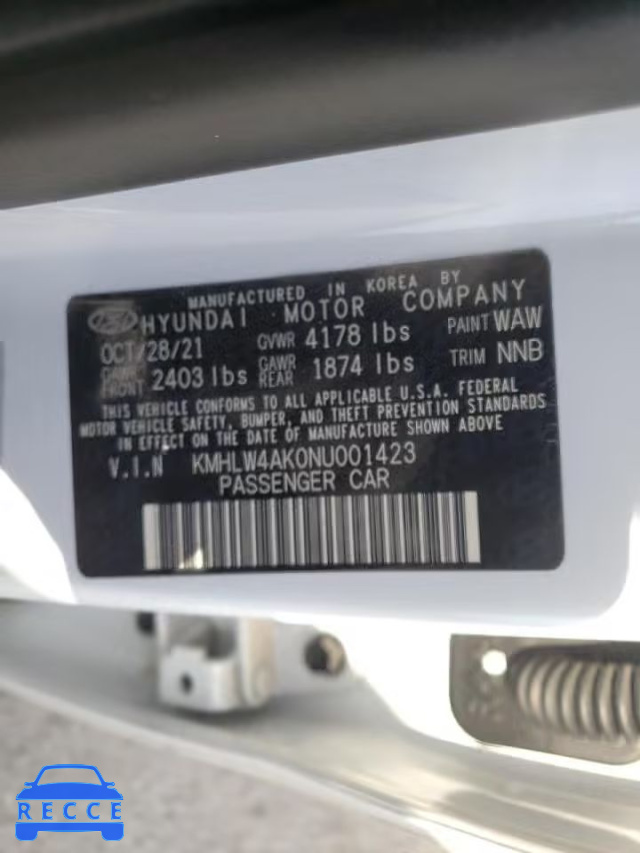 MANUFACTURED IN KOREA BY
HYUNDAI MOTOR COMPANY
OCT/28/21 GVWR 4178 lbs PAINT WAW
GAWR FRONT 2403 lbs GAWR REAR 1874 lbs TRIM NNB
THIS VEHICLE CONFORMS TO ALL APPLICABLE U.S.A. FEDERAL
MOTOR VEHICLE SAFETY, BUMPER, AND THEFT PREVENTION STANDARDS
IN EFFECT ON THE DATE OF MANUFACTURE SHOWN ABOVE.
V.I.N KMHLW4AK0NU001423
PASSENGER CAR
RECCE